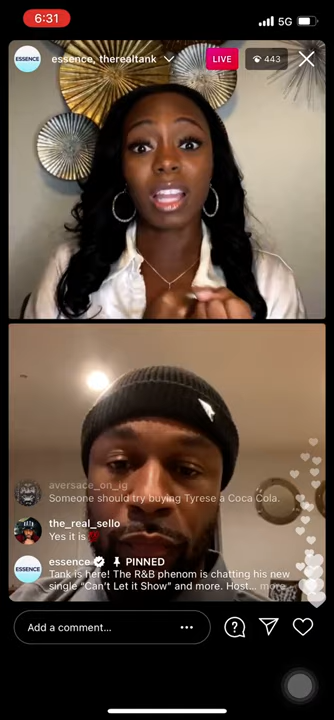 6:31
5G
ESSENCE
essence, therealtank
LIVE
443
aversace_on_ig
Someone should try buying Tyrese a Coca Cola.
the_real_sello
Yes it is
ESSENCE
essence PINNED
Tank is here! The R&B phenom is chatting his new
single “Can’t Let it Show” and more. Host... more
Add a comment...